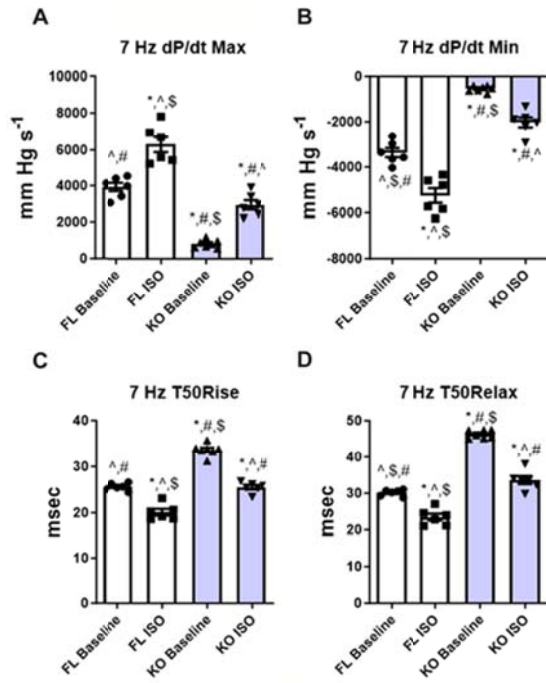 A
7 Hz dP/dt Max
mm Hg s⁻¹
10000
8000
6000
4000
2000
0
^,#
*,^,$
*,#,$
*,#,^
FL Baseline
FL ISO
KO Baseline
KO ISO
B
7 Hz dP/dt Min
mm Hg s⁻¹
0
-2000
-4000
-6000
-8000
^,$,#
*,^,$
*,#,$
*,#,^
FL Baseline
FL ISO
KO Baseline
KO ISO
C
7 Hz T50Rise
msec
40
30
20
10
0
^,#
*,^,$
*,#,$
*,^,#
FL Baseline
FL ISO
KO Baseline
KO ISO
D
7 Hz T50Relax
msec
50
40
30
20
10
0
^,$,#
*,^,$
*,#,$
*,^,#
FL Baseline
FL ISO
KO Baseline
KO ISO